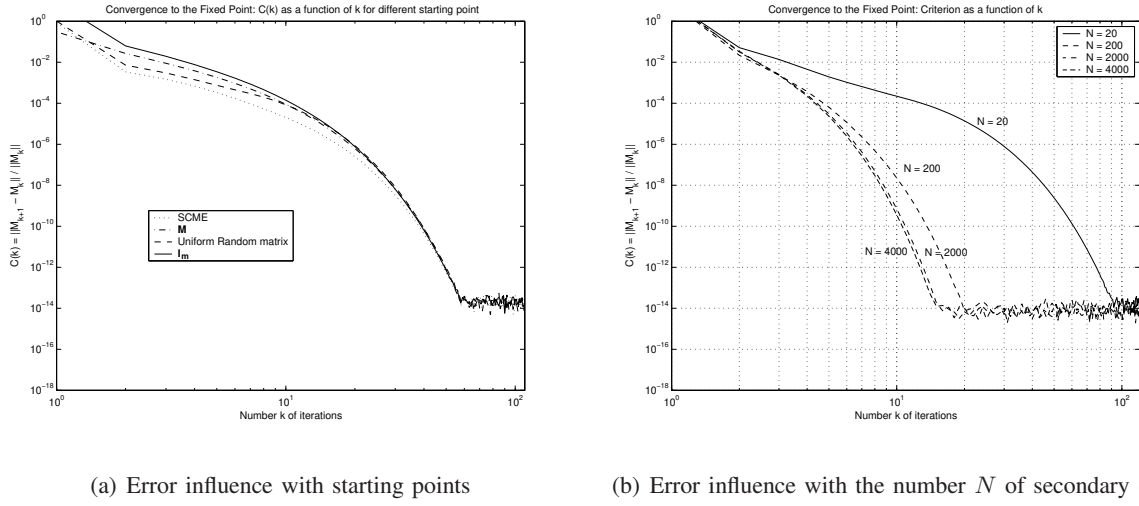 Convergence to the Fixed Point: C(k) as a function of k for different starting point
10^0
10^-2
10^-4
10^-6
10^-8
10^-10
10^-12
10^-14
10^-16
10^-18
C(k) = ||M_{k+1} − M_k|| / ||M_k||
SCME
M
Uniform Random matrix
I_m
10^0
10^1
10^2
Number k of iterations
(a) Error influence with starting points
Convergence to the Fixed Point: Criterion as a function of k
10^0
10^-2
10^-4
10^-6
10^-8
10^-10
10^-12
10^-14
10^-16
10^-18
C(k) = ||M_{k+1} − M_k|| / ||M_k||
N = 20
N = 200
N = 2000
N = 4000
N = 20
N = 200
N = 4000
N = 2000
10^0
10^1
10^2
Number k of iterations
(b) Error influence with the number N of secondary